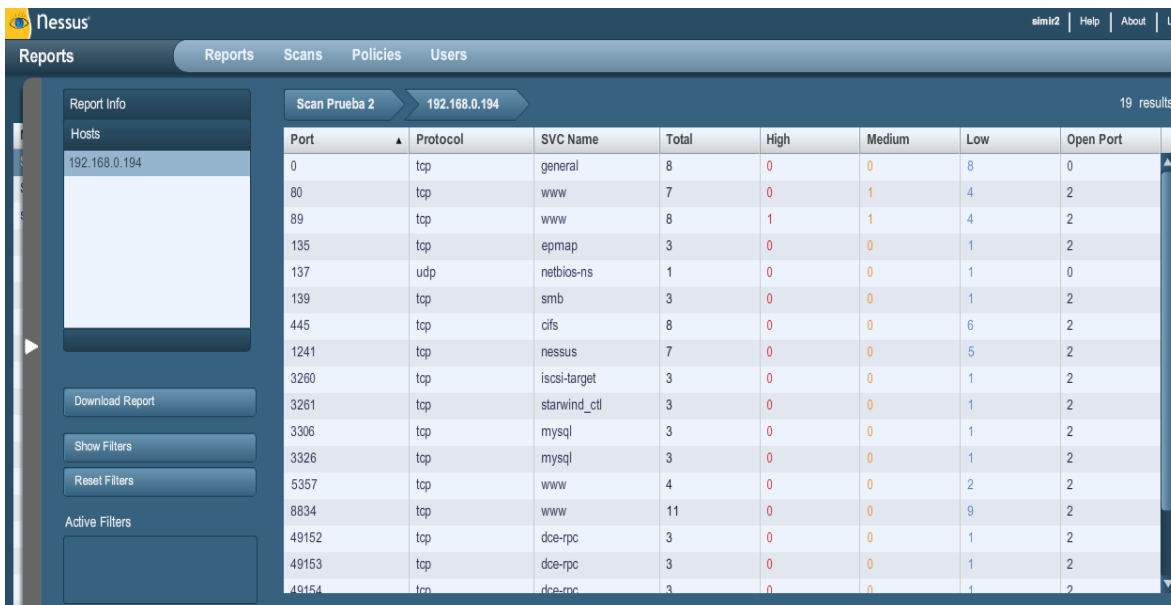 nessus
simir2 | Help | About | L
Reports
Reports Scans Policies Users
Report Info
Hosts
192.168.0.194
Download Report
Show Filters
Reset Filters
Active Filters
Scan Prueba 2 192.168.0.194 19 results
Port Protocol SVC Name Total High Medium Low Open Port
0 tcp general 8 0 0 8 0
80 tcp www 7 0 1 4 2
89 tcp www 8 1 1 4 2
135 tcp epmap 3 0 0 1 2
137 udp netbios-ns 1 0 0 1 0
139 tcp smb 3 0 0 1 2
445 tcp cifs 8 0 0 6 2
1241 tcp nessus 7 0 0 5 2
3260 tcp iscsi-target 3 0 0 1 2
3261 tcp starwind_ctl 3 0 0 1 2
3306 tcp mysql 3 0 0 1 2
3326 tcp mysql 3 0 0 1 2
5357 tcp www 4 0 0 2 2
8834 tcp www 11 0 0 9 2
49152 tcp dce-rpc 3 0 0 1 2
49153 tcp dce-rpc 3 0 0 1 2
49154 tcp dce-rpc 3 0 0 1 2